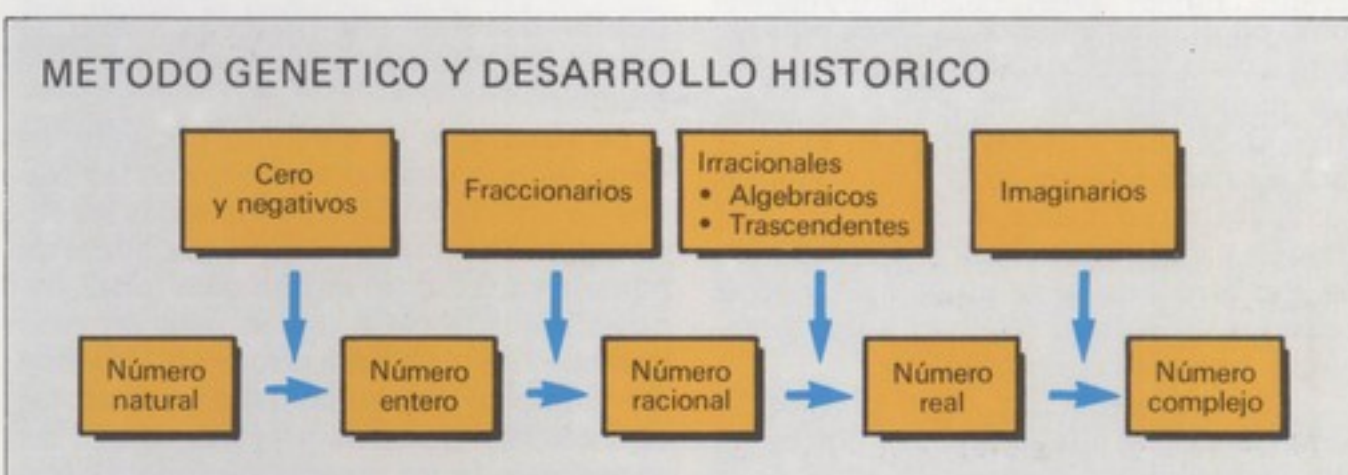 METODO GENETICO Y DESARROLLO HISTORICO
Cero
y negativos
Fraccionarios
Irracionales
• Algebraicos
• Trascendentes
Imaginarios
Número
natural
Número
entero
Número
racional
Número
real
Número
complejo